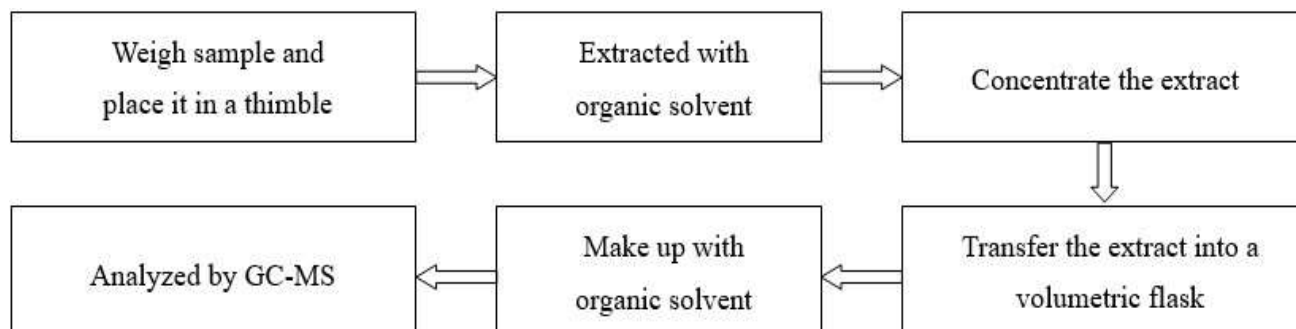 Weigh sample and
place it in a thimble
Extracted with
organic solvent
Concentrate the extract
Transfer the extract into a
volumetric flask
Make up with
organic solvent
Analyzed by GC-MS